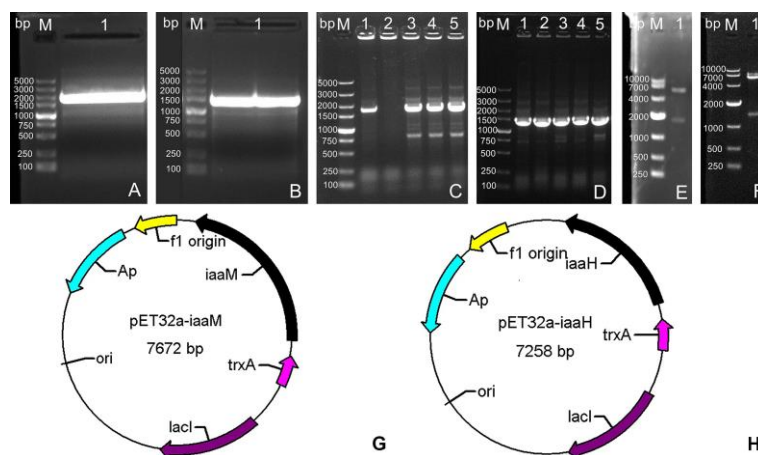 bp M 1
5000
3000
2000
1500
1000
750
500
250
100
A
bp M 1
5000
3000
2000
1500
1000
750
500
250
100
B
bp M 1 2 3 4 5
5000
3000
2000
1500
1000
750
500
250
100
C
bp M 1 2 3 4 5
5000
3000
2000
1500
1000
750
500
250
100
D
bp M 1
10000
7000
4000
2000
1000
500
250
E
bp M 1
10000
7000
4000
2000
1000
500
250
F
f1 origin
Ap
iaaM
pET32a-iaaM
7672 bp
ori
trxA
lacI
G
f1 origin
iaaH
Ap
pET32a-iaaH
7258 bp
trxA
ori
lacI
H